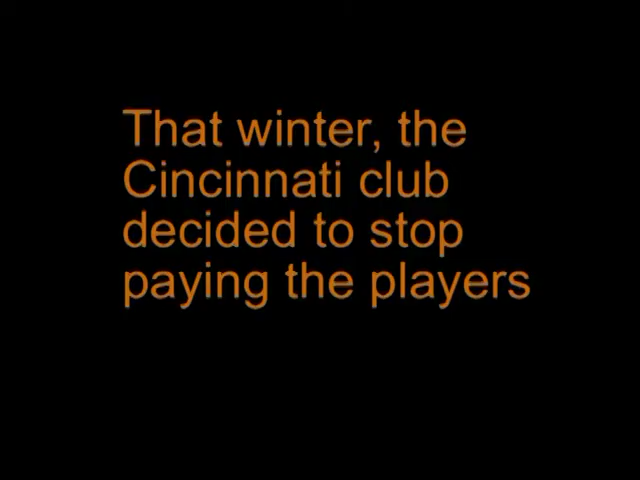 That winter, the
Cincinnati club
decided to stop
paying the players